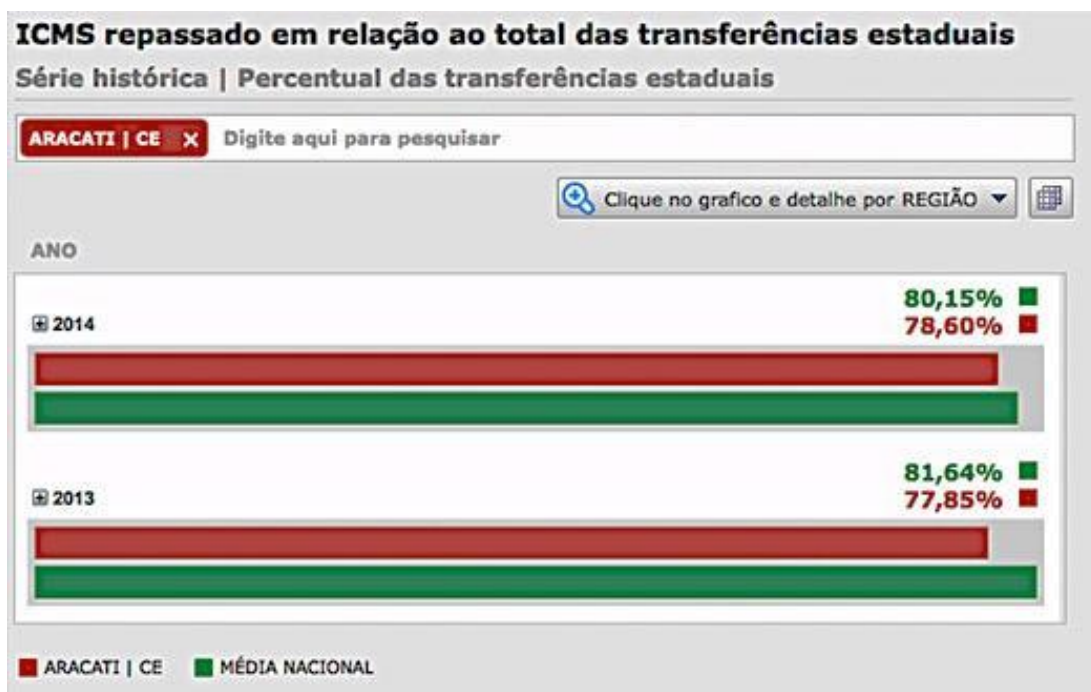 ICMS repassado em relação ao total das transferências estaduais
Série histórica | Percentual das transferências estaduais
ARACATI | CE X Digite aqui para pesquisar
Clique no grafico e detalhe por REGIÃO
ANO
80,15%
2014 78,60%
81,64%
2013 77,85%
ARACATI | CE MÉDIA NACIONAL